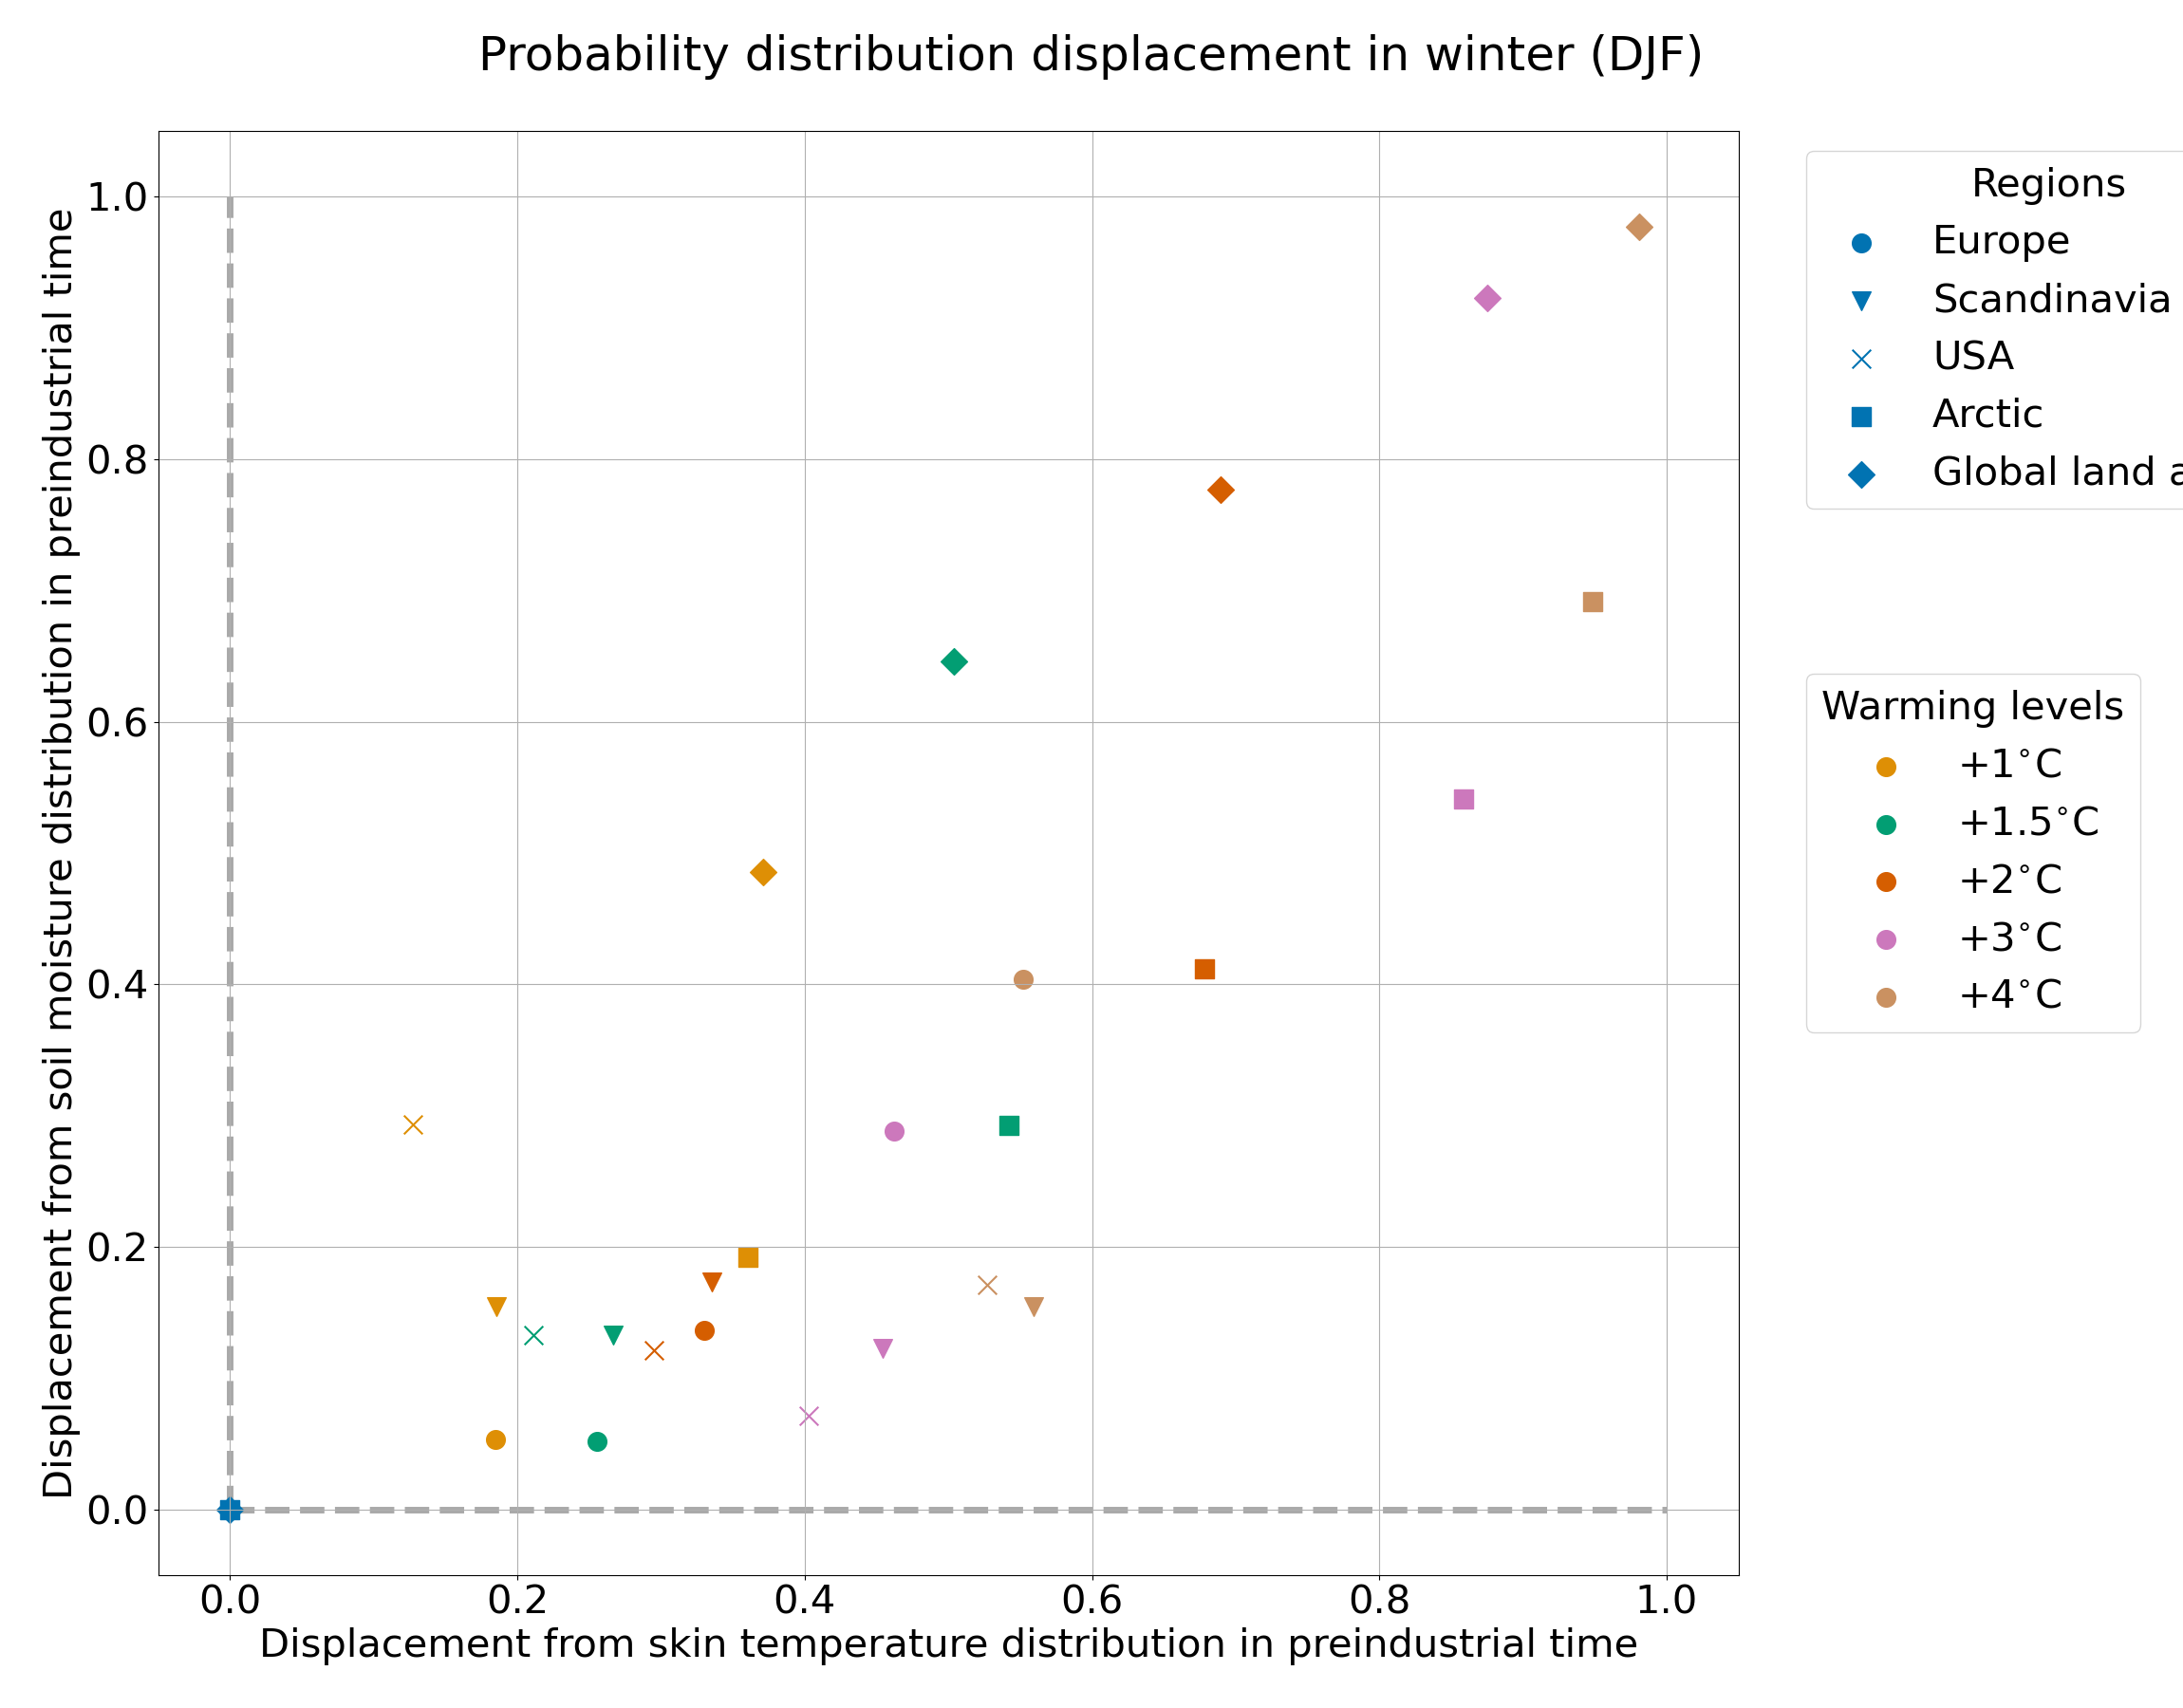 Probability distribution displacement in winter (DJF)
Displacement from soil moisture distribution in preindustrial time
1.0
0.8
0.6
0.4
0.2
0.0
0.0 0.2 0.4 0.6 0.8 1.0
Displacement from skin temperature distribution in preindustrial time
Regions
Europe
Scandinavia
USA
Arctic
Global land a
Warming levels
+1°C
+1.5°C
+2°C
+3°C
+4°C